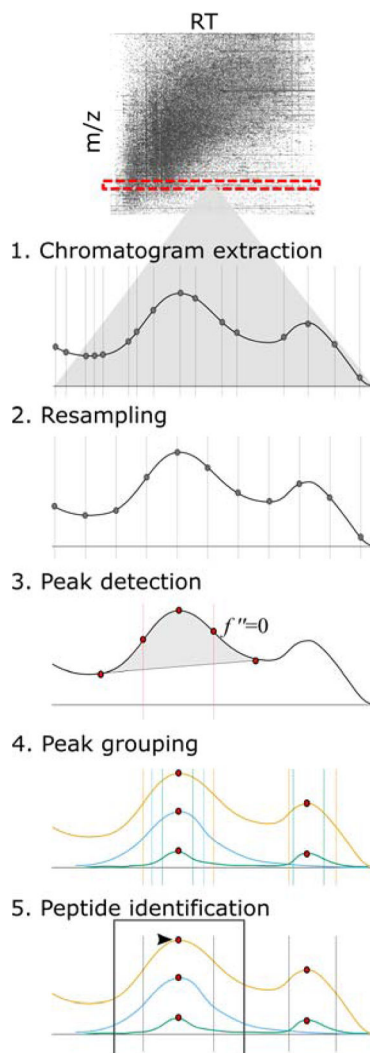 RT
m/z
1. Chromatogram extraction
2. Resampling
3. Peak detection
f''=0
4. Peak grouping
5. Peptide identification